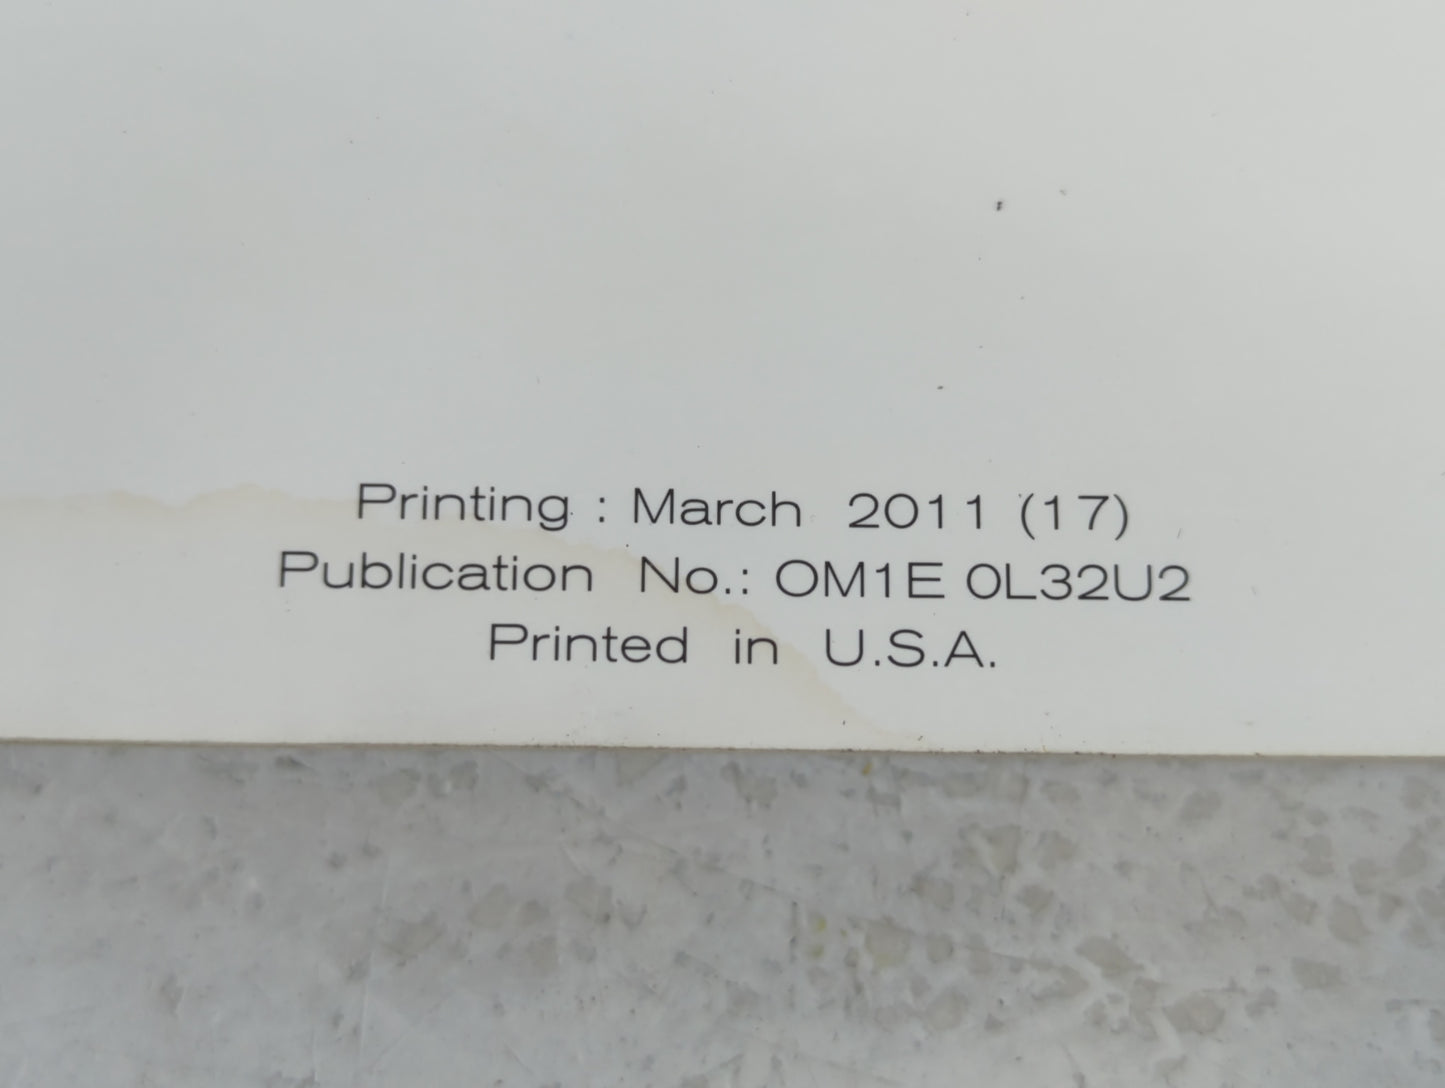 Printing : March 2011 (17)
Publication No.: OM1E 0L32U2
Printed in U.S.A.